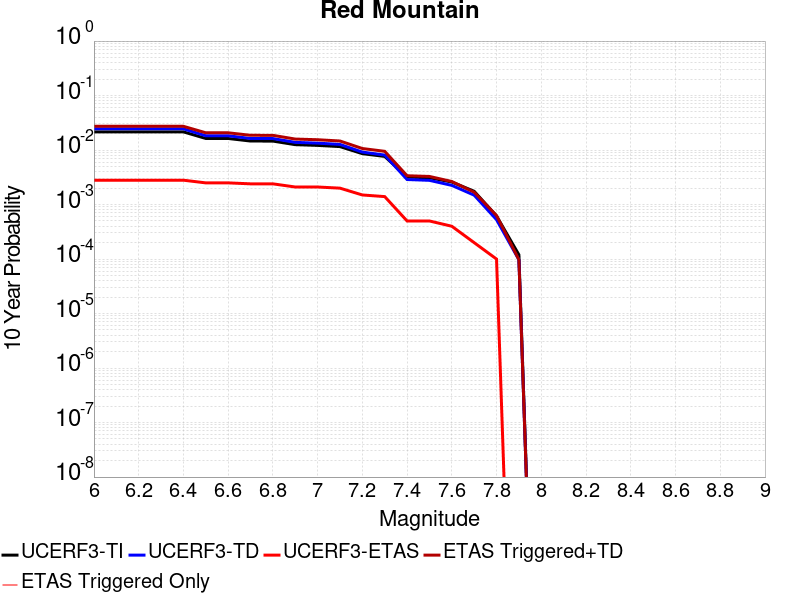 Red Mountain
10 Year Probability
10^0
10^-1
10^-2
10^-3
10^-4
10^-5
10^-6
10^-7
10^-8
6 6.2 6.4 6.6 6.8 7 7.2 7.4 7.6 7.8 8 8.2 8.4 8.6 8.8 9
Magnitude
UCERF3-TI UCERF3-TD UCERF3-ETAS ETAS Triggered+TD
ETAS Triggered Only